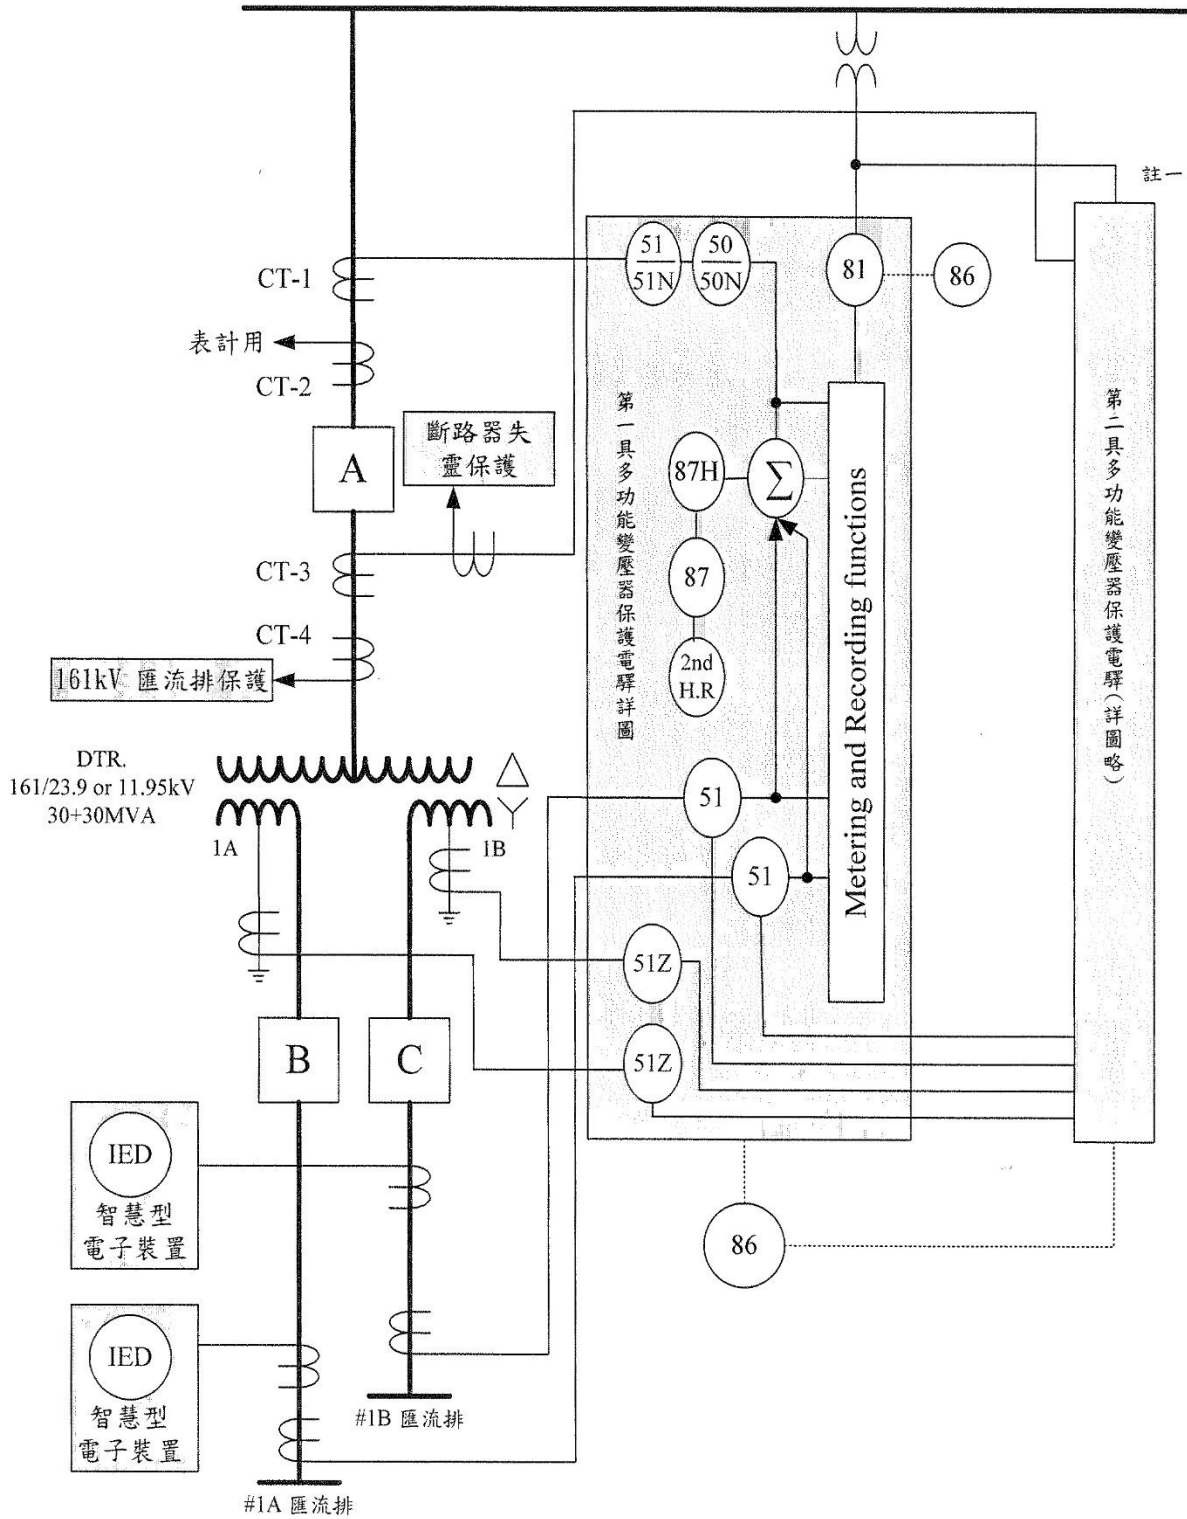 註一
CT-1
51
51N
50
50N
81
86
表計用
CT-2
斷路器失
靈保護
A
CT-3
CT-4
161kV 匯流排保護
第一具多功能變壓器保護電驛詳圖
87H
Σ
87
2nd
H.R
Metering and Recording functions
第二具多功能變壓器保護電驛(詳圖略)
DTR.
161/23.9 or 11.95kV
30+30MVA
1A
1B
51
51
51Z
51Z
B
C
IED
智慧型
電子裝置
86
IED
智慧型
電子裝置
#1B 匯流排
#1A 匯流排